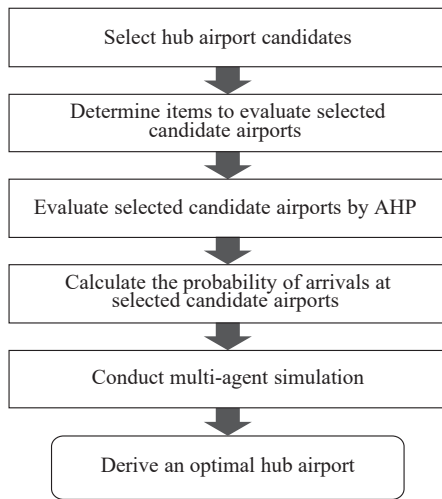 Select hub airport candidates
Determine items to evaluate selected
candidate airports
Evaluate selected candidate airports by AHP
Calculate the probability of arrivals at
selected candidate airports
Conduct multi-agent simulation
Derive an optimal hub airport